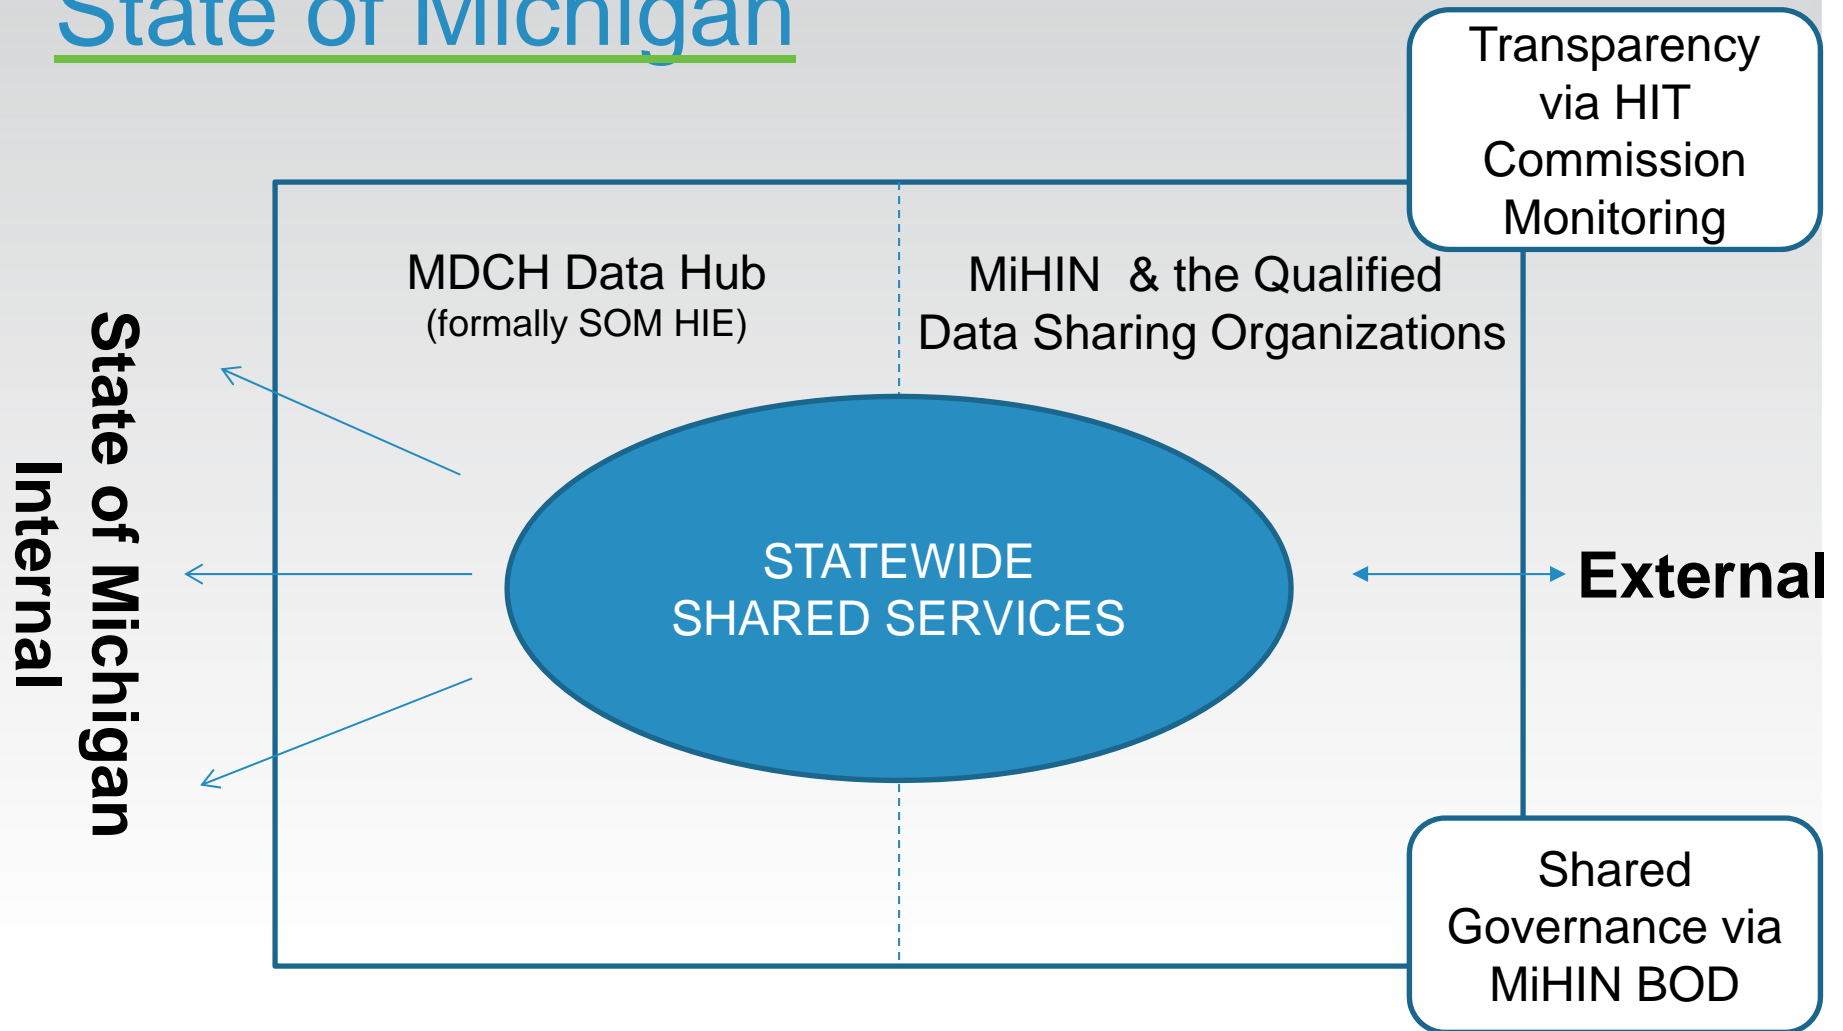 State of Michigan
Transparency
via HIT
Commission
Monitoring
MDCH Data Hub
(formally SOM HIE)
MiHIN & the Qualified
Data Sharing Organizations
State of Michigan
Internal
STATEWIDE
SHARED SERVICES
External
Shared
Governance via
MiHIN BOD